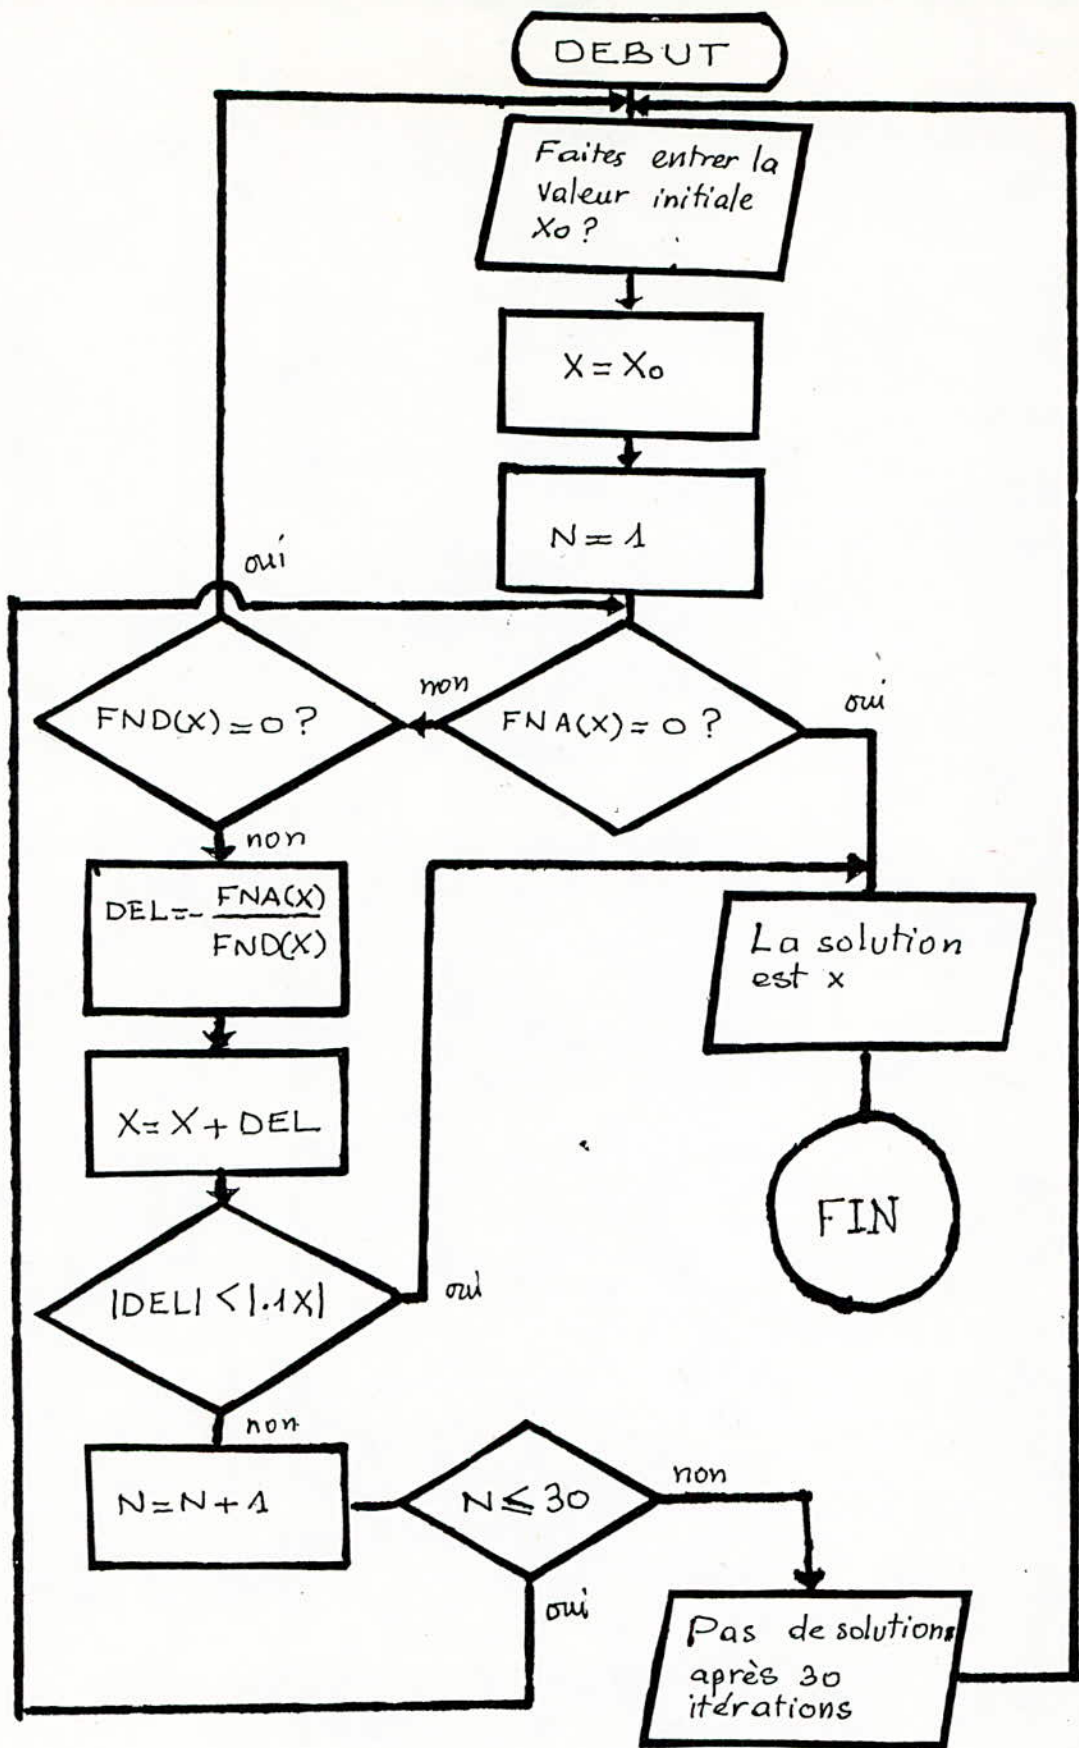 DEBUT
Faites entrer la
valeur initiale
Xo ?
X = Xo
N = 1
oui
FND(X) = 0 ?
non
FNA(X) = 0 ?
oui
non
DEL = - FNA(X)
FND(X)
La solution
est x
X = X + DEL
FIN
|DEL| < |.1X|
oui
non
N = N + 1
N ≤ 30
non
oui
Pas de solutions
après 30
itérations